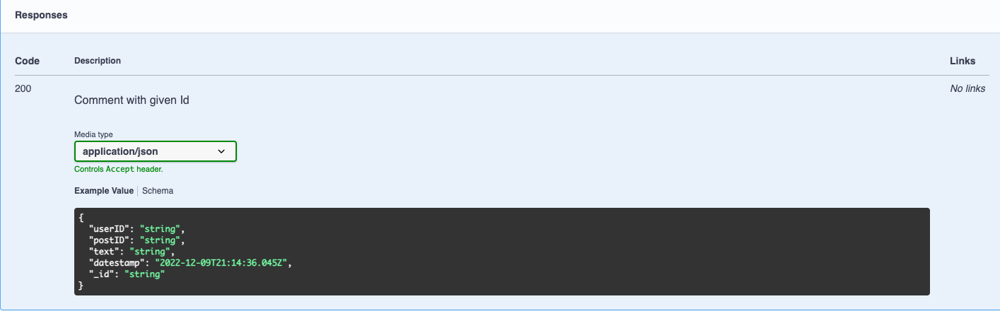 Responses
Code Description Links
200 Comment with given Id No links
Media type
application/json
Controls Accept header.
Example Value Schema
{
"userID": "string",
"postID": "string",
"text": "string",
"datestamp": "2022-12-09T21:14:36.045Z",
"_id": "string"
}